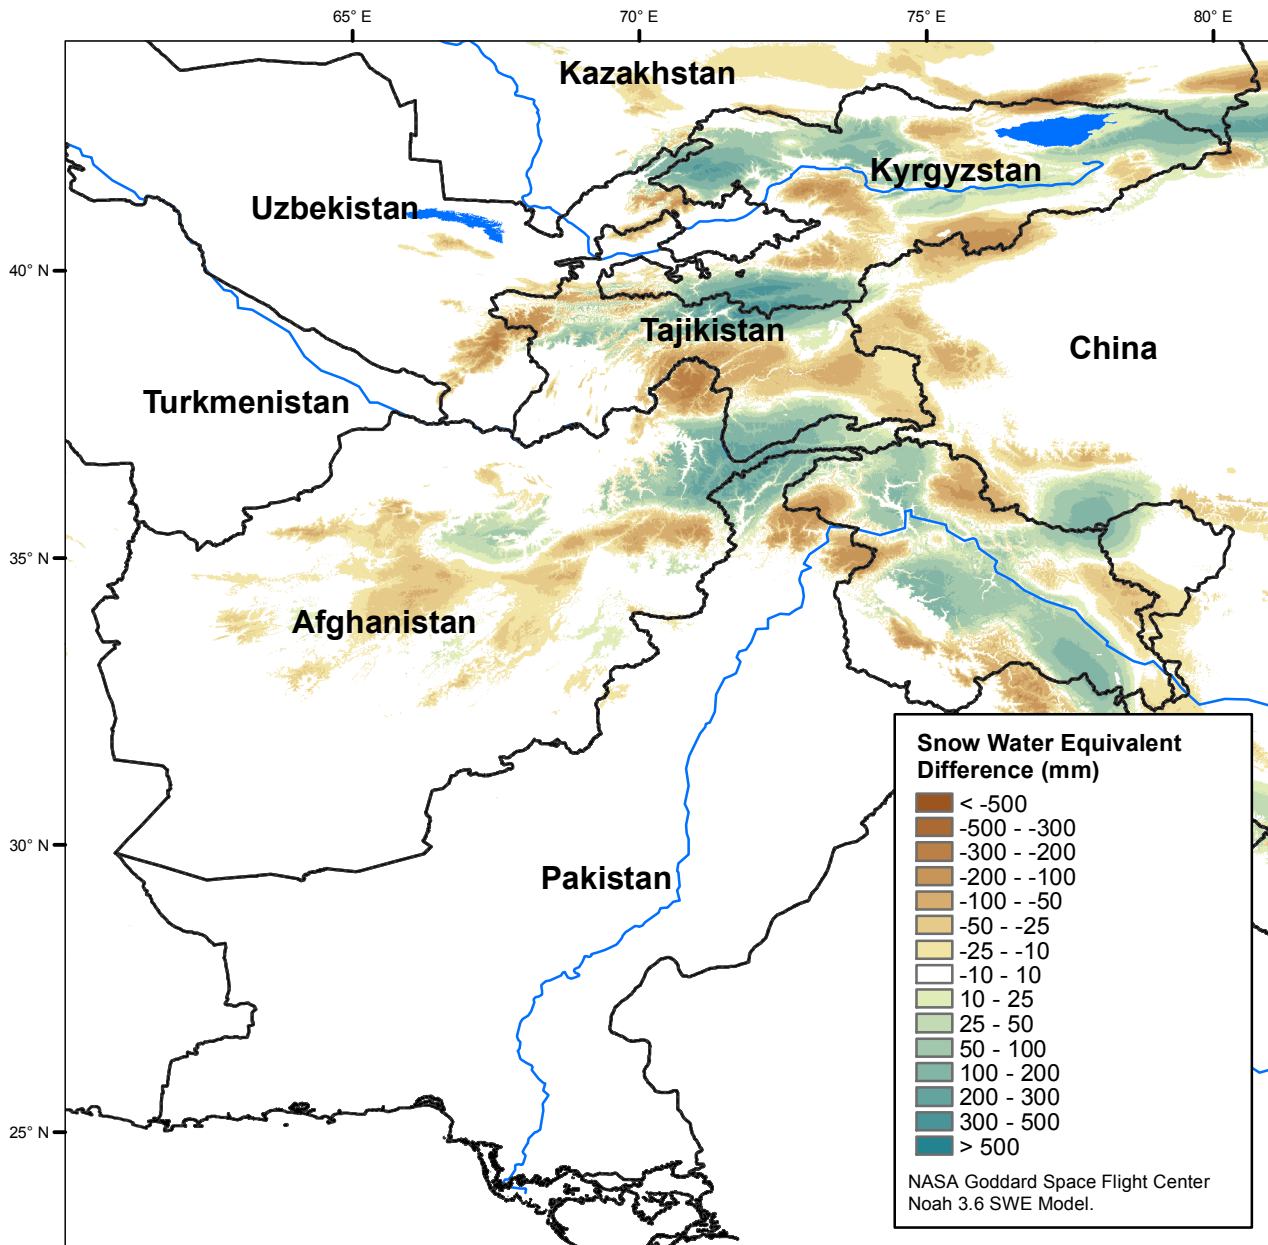 65° E
70° E
75° E
80° E
Kazakhstan
Kyrgyzstan
Uzbekistan
40° N
Tajikistan
China
Turkmenistan
35° N
Afghanistan
Snow Water Equivalent
Difference (mm)
< -500
-500 - -300
-300 - -200
-200 - -100
-100 - -50
-50 - -25
-25 - -10
-10 - 10
10 - 25
25 - 50
50 - 100
100 - 200
200 - 300
300 - 500
> 500
NASA Goddard Space Flight Center
Noah 3.6 SWE Model.
30° N
Pakistan
25° N